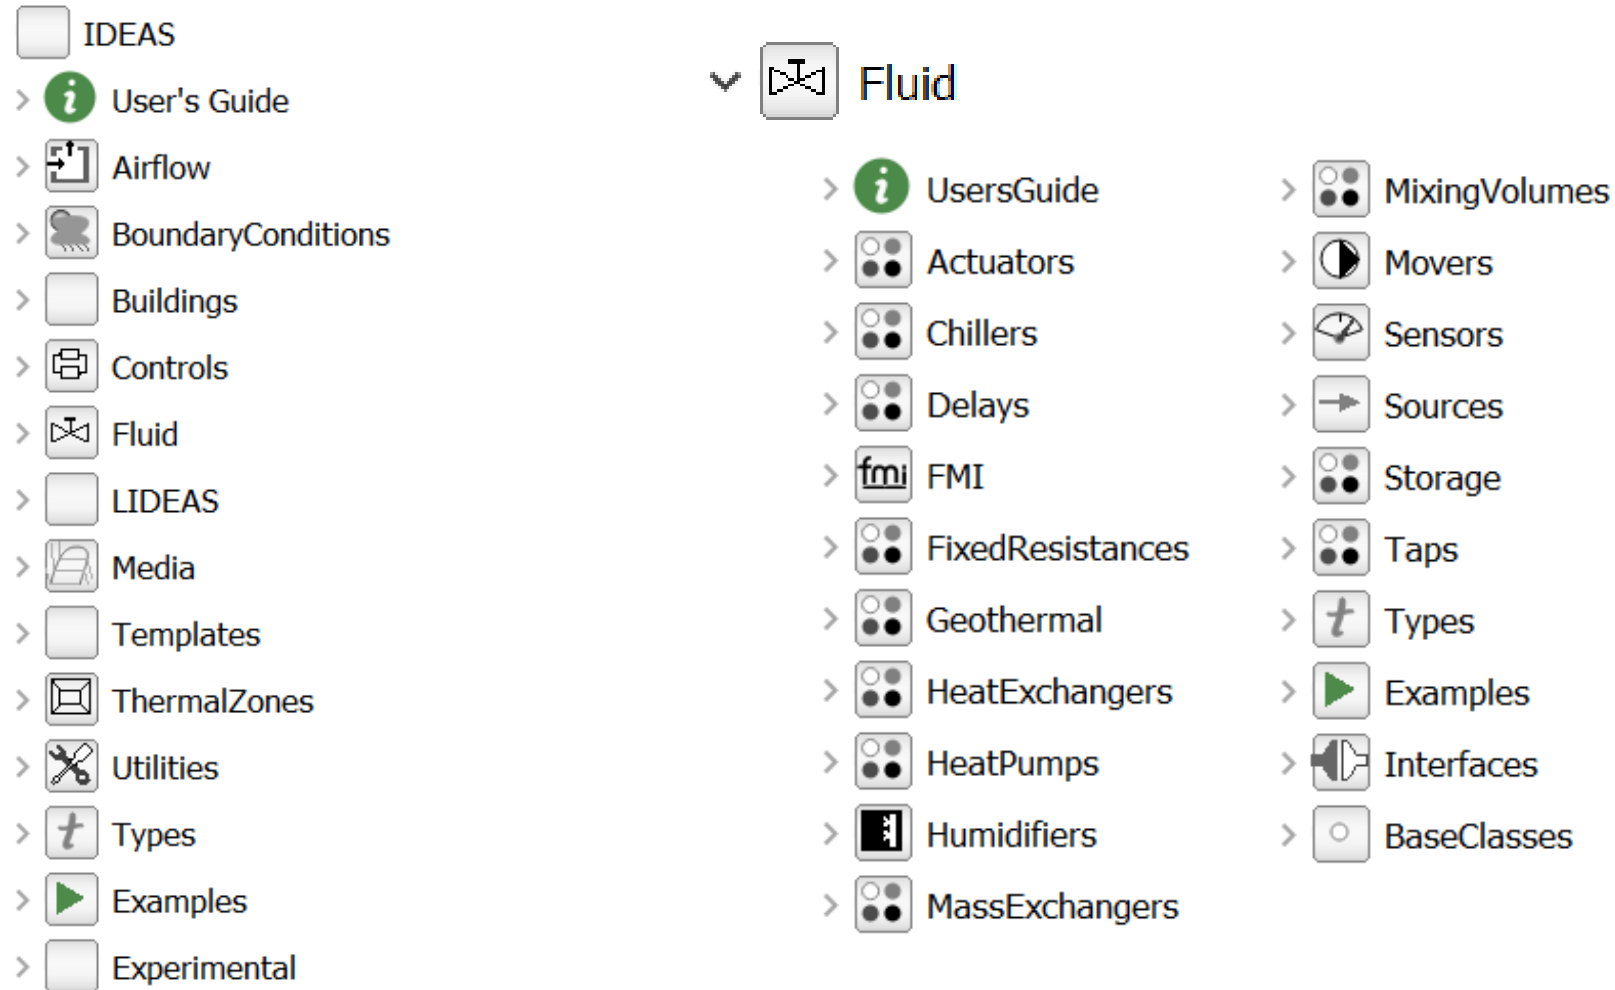 IDEAS
User's Guide
Airflow
BoundaryConditions
Buildings
Controls
Fluid
LIDEAS
Media
Templates
ThermalZones
Utilities
Types
Examples
Experimental
Fluid
UsersGuide
Actuators
Chillers
Delays
fmi FMI
FixedResistances
Geothermal
HeatExchangers
HeatPumps
Humidifiers
MassExchangers
MixingVolumes
Movers
Sensors
Sources
Storage
Taps
Types
Examples
Interfaces
BaseClasses